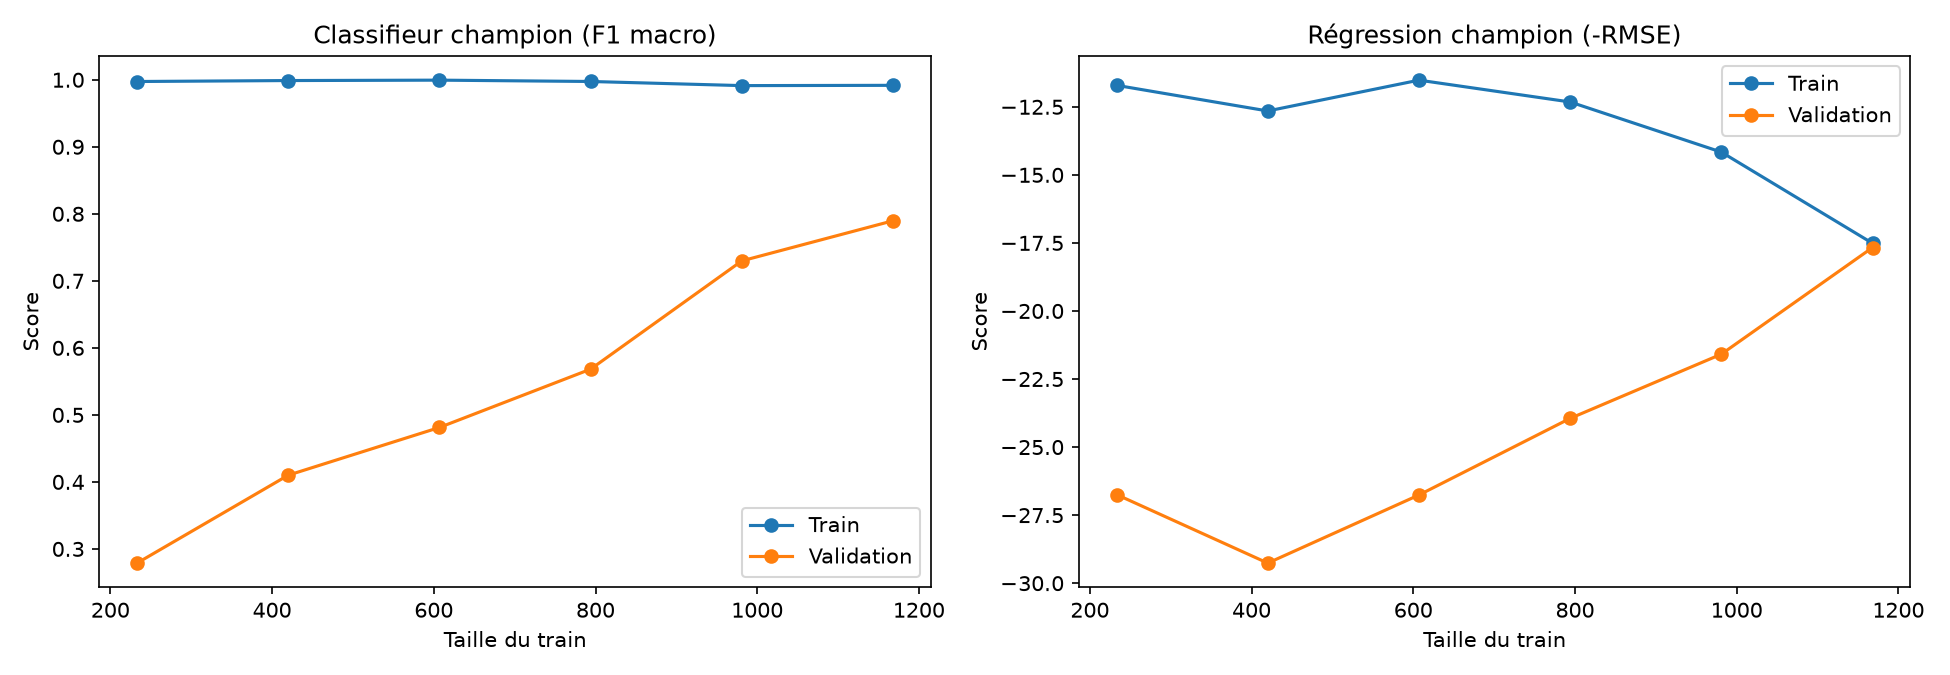 Classifieur champion (F1 macro)
Score
1.0
0.9
0.8
0.7
0.6
0.5
0.4
0.3
Train
Validation
200 400 600 800 1000 1200
Taille du train
Régression champion (-RMSE)
Score
−12.5
−15.0
−17.5
−20.0
−22.5
−25.0
−27.5
−30.0
Train
Validation
200 400 600 800 1000 1200
Taille du train